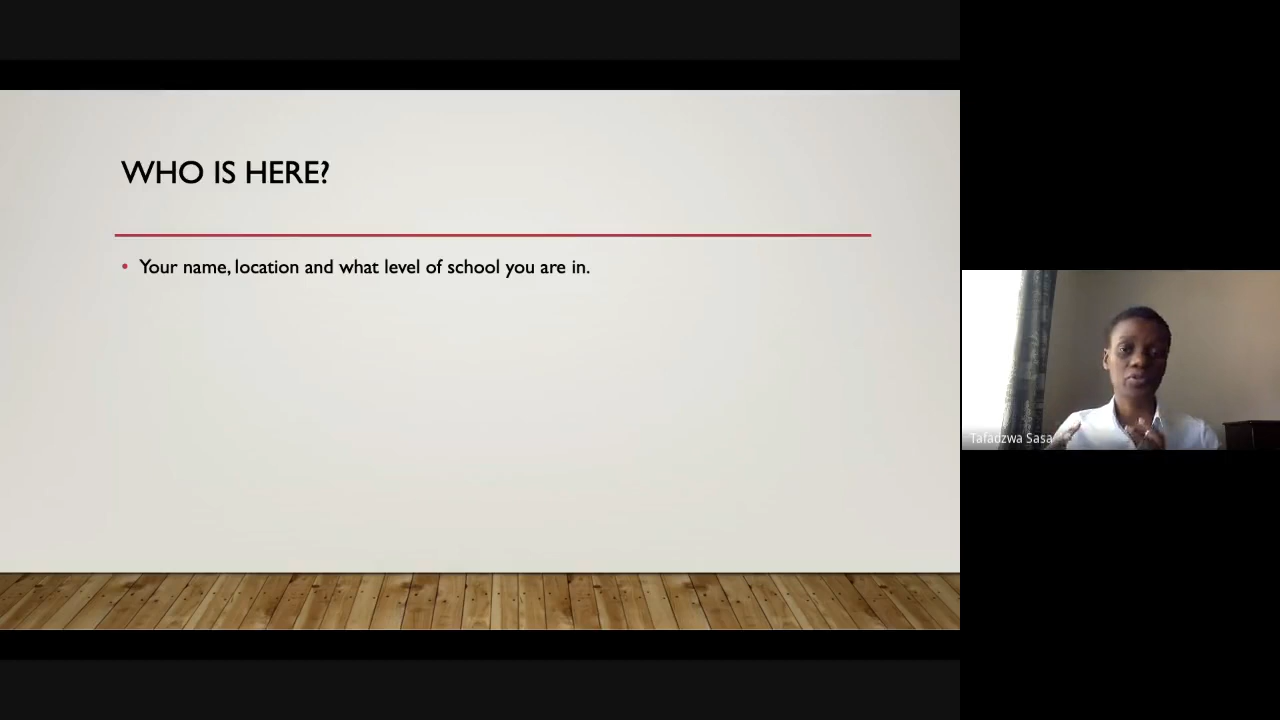 WHO IS HERE?
• Your name, location and what level of school you are in.
Tafadzwa Sasa